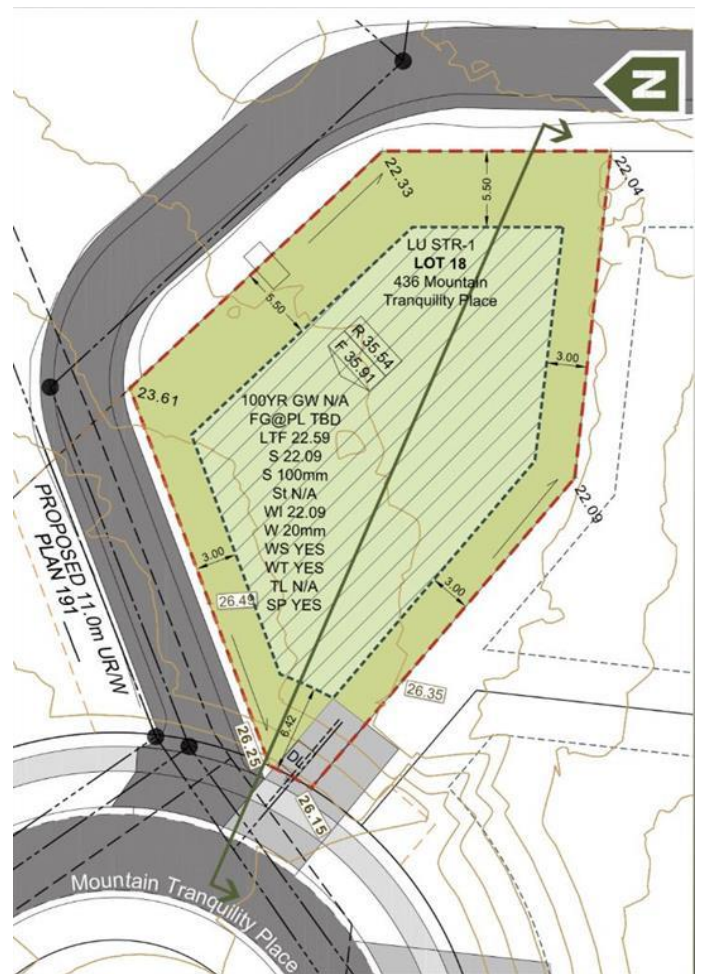 N
22.33
22.04
5.50
LU STR-1
LOT 18
436 Mountain
Tranquility Place
5.50
R 35.54
F 35.91
3.00
23.61
100YR GW N/A
FG@PL TBD
LTF 22.59
S 22.09
S 100mm
St N/A
WI 22.09
W 20mm
WS YES
WT YES
TL N/A
SP YES
22.09
3.00
3.00
26.49
PROPOSED 11.0m UR/W
PLAN 191
26.35
6.42
26.25
DL
26.15
Mountain Tranquility Place